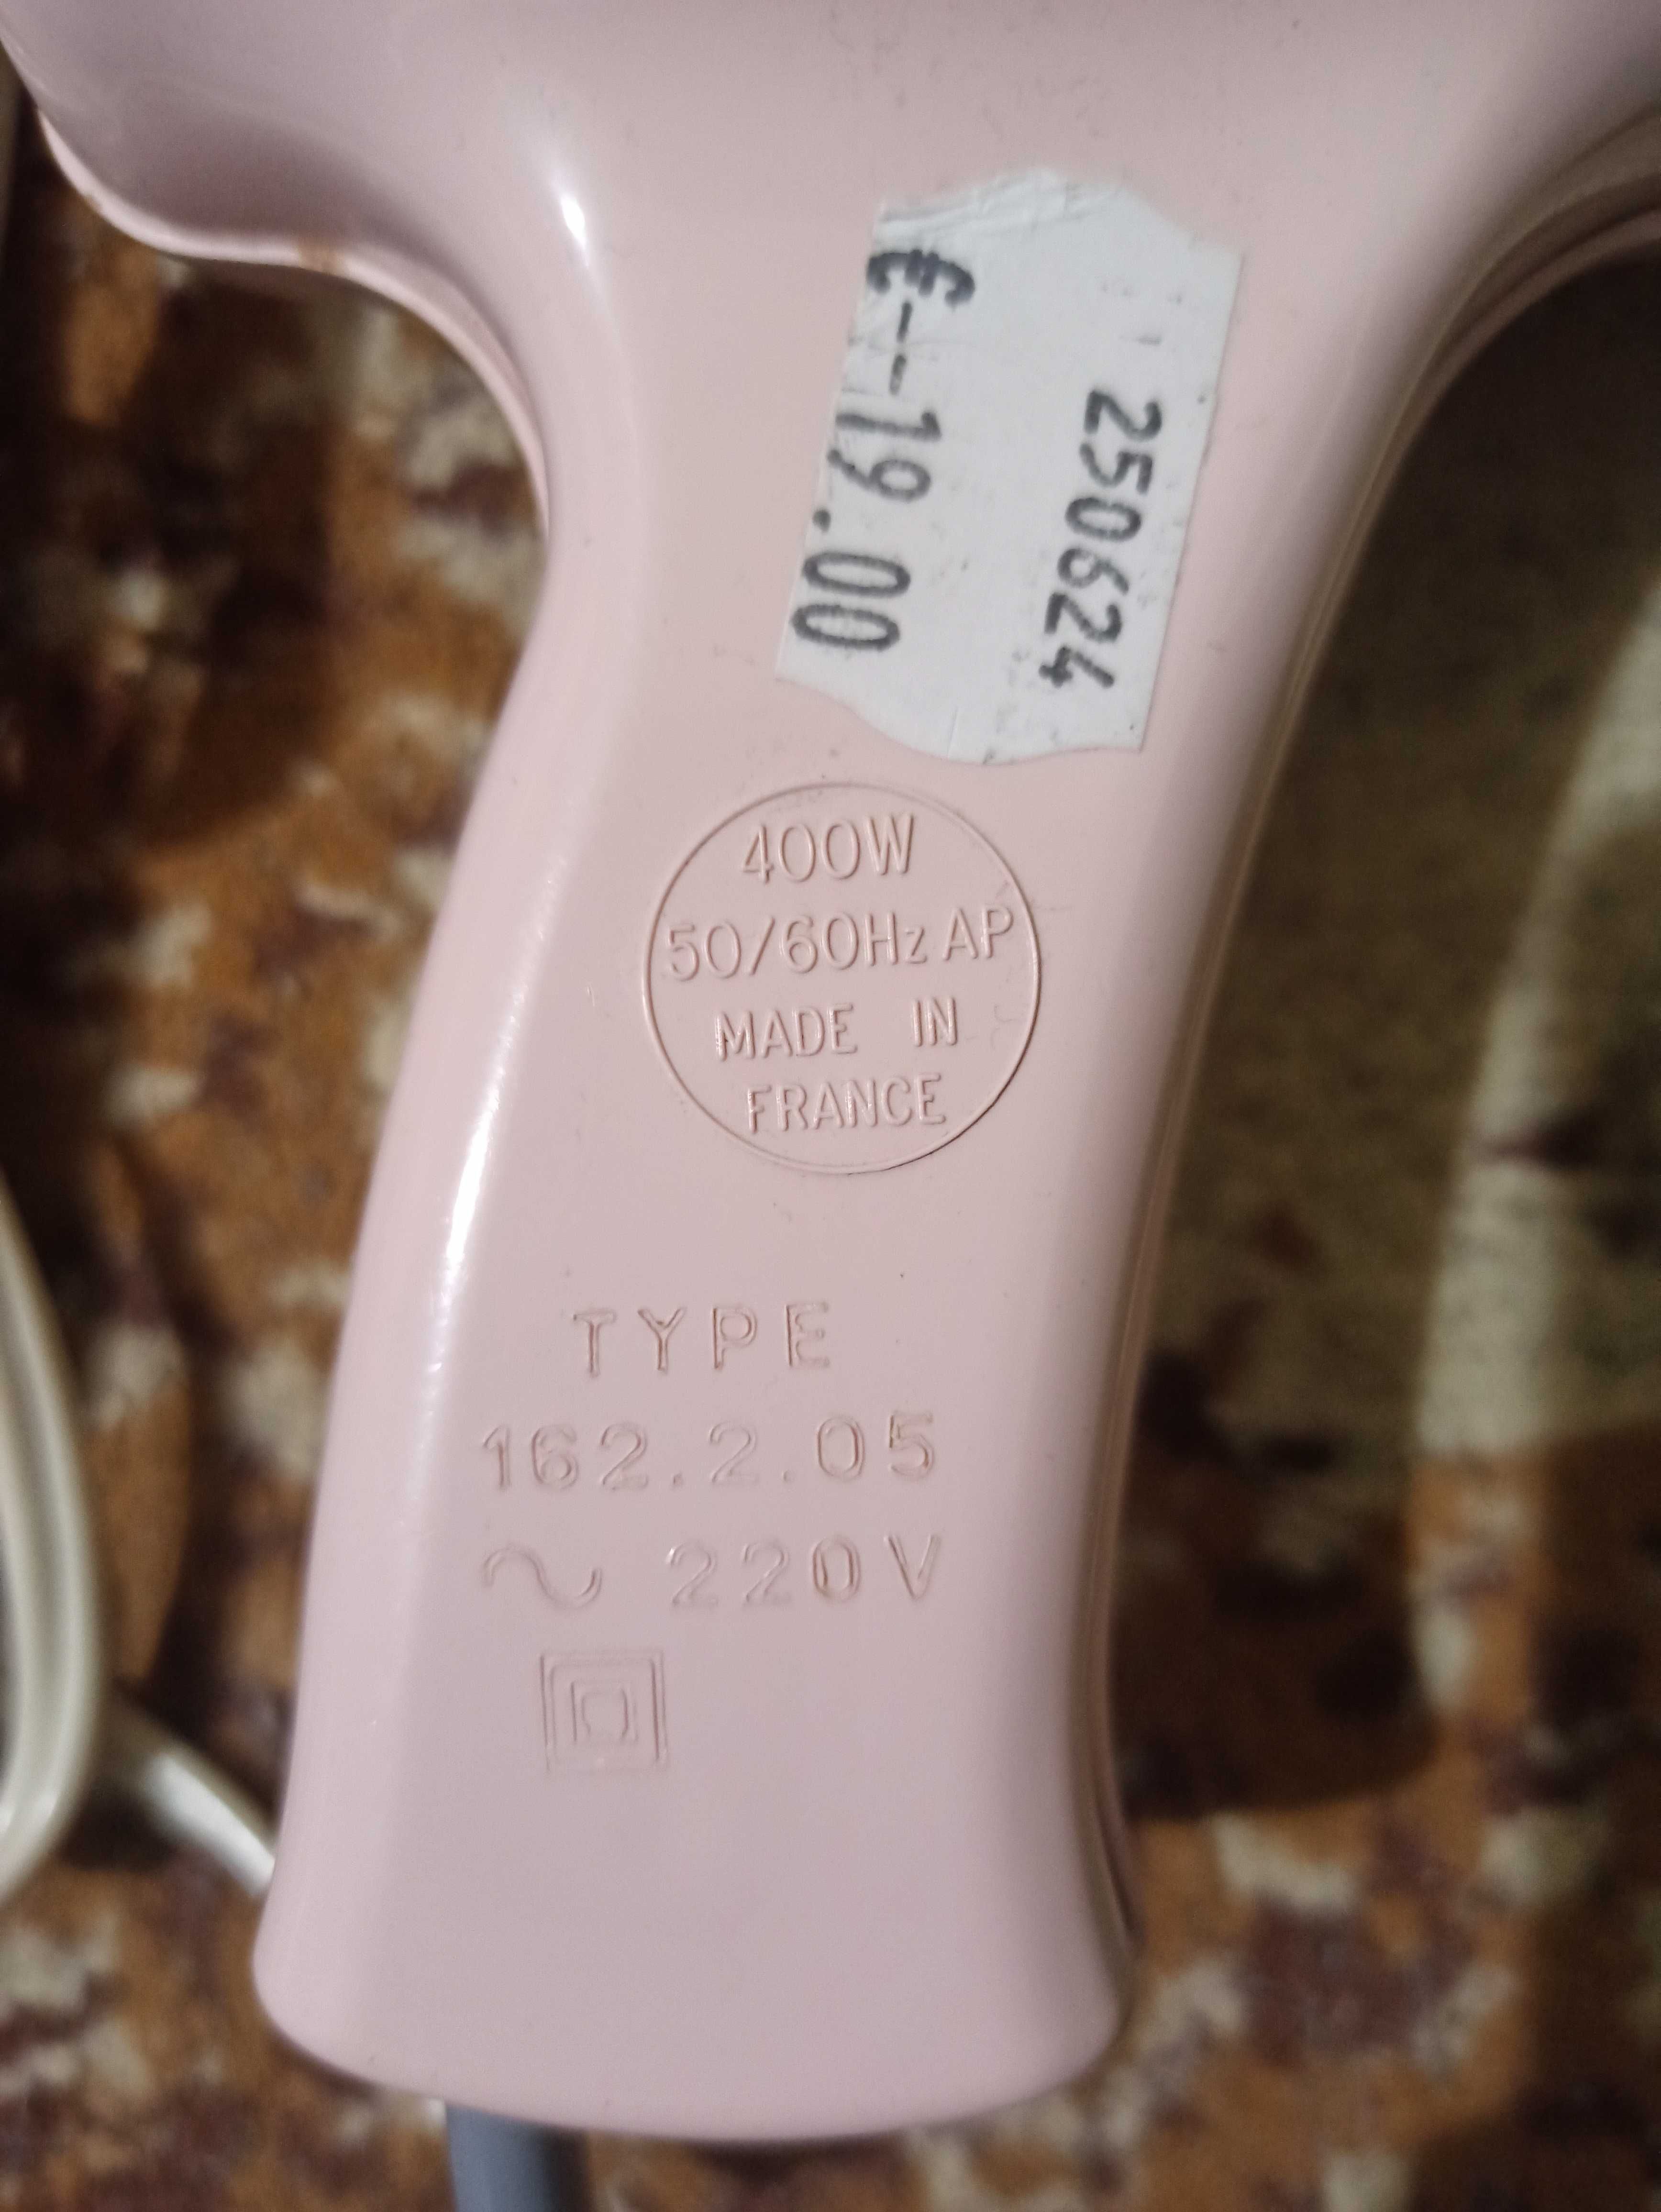 250624
€--19.00
400W
50/60Hz AP
MADE IN
FRANCE
TYPE
162.2.05
~ 220V